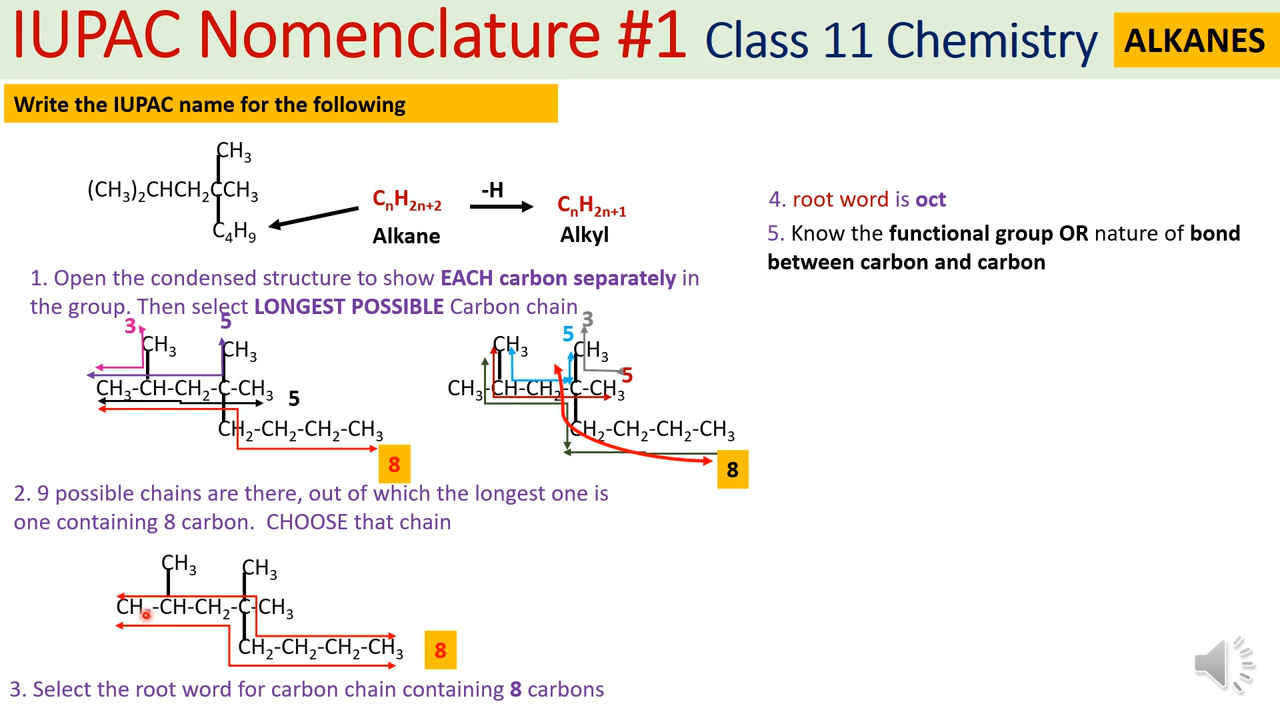 IUPAC Nomenclature #1 Class 11 Chemistry ALKANES
Write the IUPAC name for the following
CH₃
(CH₃)₂CHCH₂CCH₃
C₄H₉
CₙH₂ₙ₊₂ -H CₙH₂ₙ₊₁
Alkane Alkyl
1. Open the condensed structure to show EACH carbon separately in
the group. Then select LONGEST POSSIBLE Carbon chain
3 5
CH₃ CH₃
CH₃-CH-CH₂-C-CH₃ 5
CH₂-CH₂-CH₂-CH₃
8
5 3
CH₃ CH₃
5
CH₃-CH-CH₂-C-CH₃
CH₂-CH₂-CH₂-CH₃
8
2. 9 possible chains are there, out of which the longest one is
one containing 8 carbon. CHOOSE that chain
CH₃ CH₃
CH -CH-CH₂-C-CH₃
CH₂-CH₂-CH₂-CH₃ 8
3. Select the root word for carbon chain containing 8 carbons
4. root word is oct
5. Know the functional group OR nature of bond
between carbon and carbon